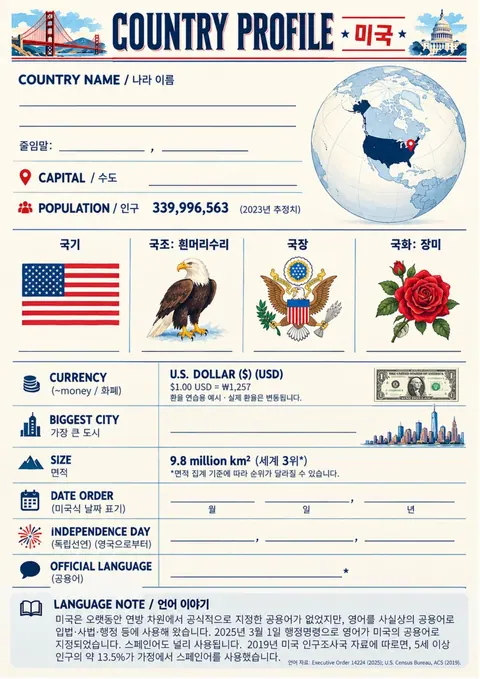 COUNTRY PROFILE ★ 미국 ★
COUNTRY NAME / 나라 이름
줄임말: ____________ , ____________
CAPITAL / 수도
POPULATION / 인구 339,996,563 (2023년 추정치)
국기
국조: 흰머리수리
국장
국화: 장미
CURRENCY
(~money / 화폐)
U.S. DOLLAR ($) (USD)
$1.00 USD = ₩1,257
환율 연습용 예시 · 실제 환율은 변동됩니다.
BIGGEST CITY
가장 큰 도시
SIZE
면적
9.8 million km² (세계 3위*)
*면적 집계 기준에 따라 순위가 달라질 수 있습니다.
DATE ORDER
(미국식 날짜 표기)
____________ ____________, ____________
월 일 년
INDEPENDENCE DAY
(독립선언) (영국으로부터)
____________, ____________, ____________
OFFICIAL LANGUAGE
(공용어)
____________*
LANGUAGE NOTE / 언어 이야기
미국은 오랫동안 연방 차원에서 공식적으로 지정한 공용어가 없었지만, 영어를 사실상의 공용어로
입법·사법·행정 등에 사용해 왔습니다. 2025년 3월 1일 행정명령으로 영어가 미국의 공용어로
지정되었습니다. 스페인어도 널리 사용됩니다. 2019년 미국 인구조사국 자료에 따르면, 5세 이상
인구의 약 13.5%가 가정에서 스페인어를 사용했습니다.
언어 자료: Executive Order 14224 (2025); U.S. Census Bureau, ACS (2019).